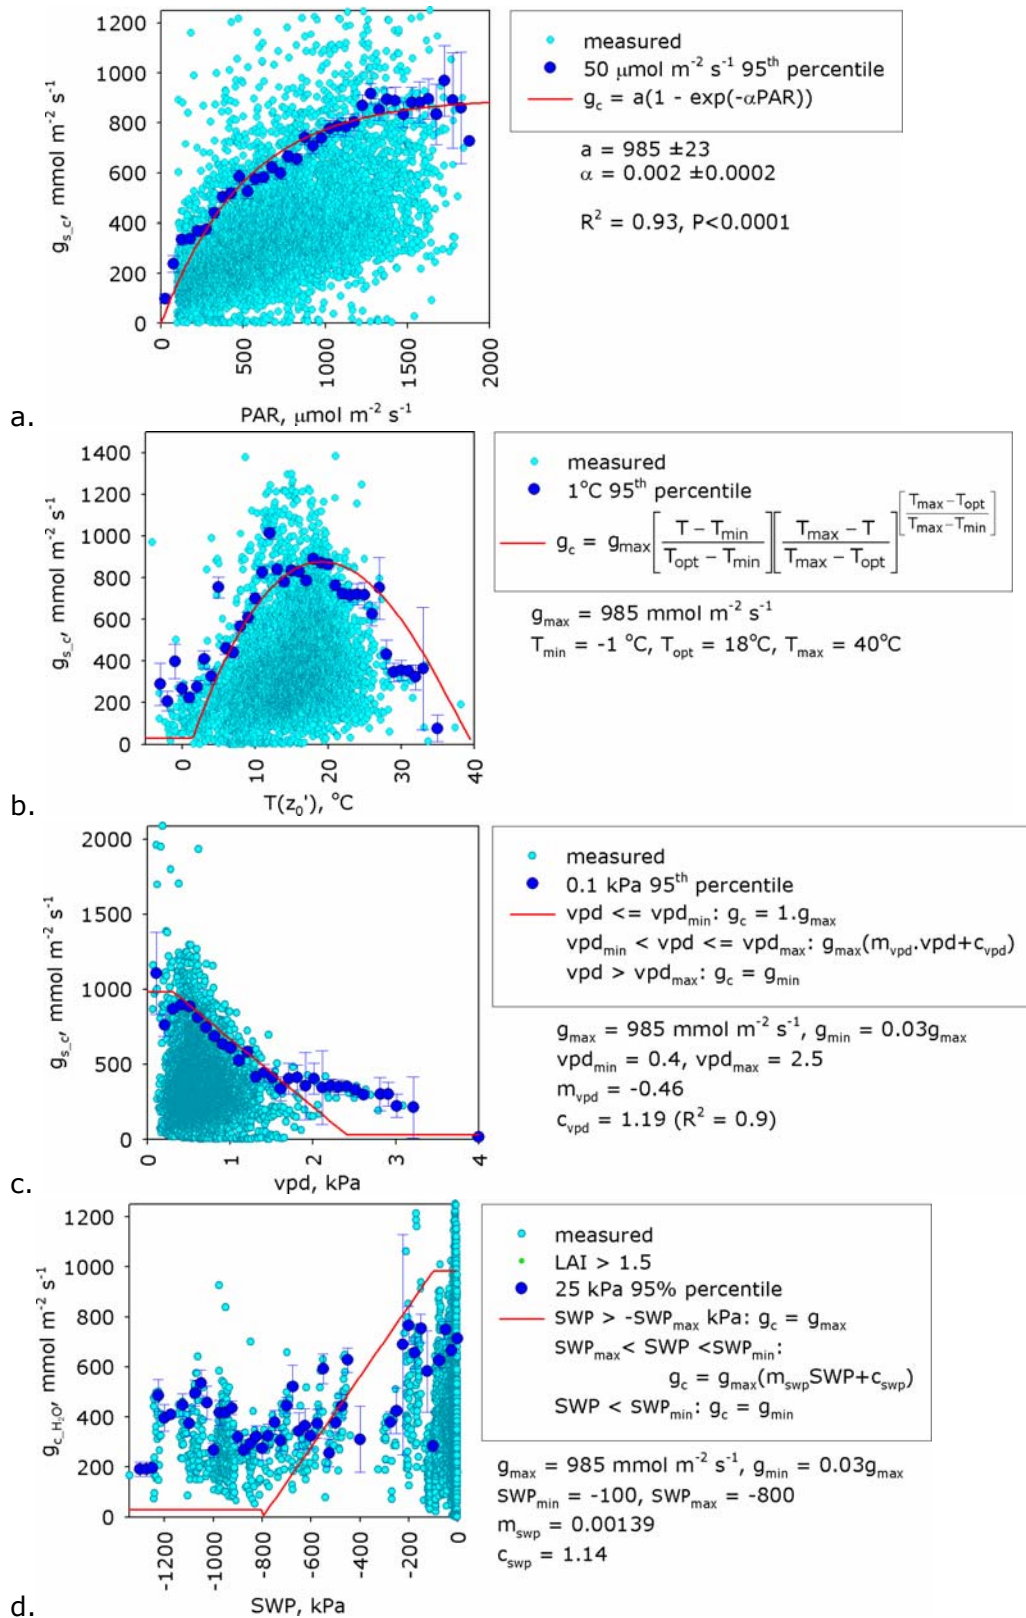 1200
1000
800
600
400
200
0
g_s_c, mmol m⁻² s⁻¹
0
500
1000
1500
2000
PAR, μmol m⁻² s⁻¹
measured
50 μmol m⁻² s⁻¹ 95ᵗʰ percentile
g_c = a(1 - exp(-αPAR))
a = 985 ±23
α = 0.002 ±0.0002
R² = 0.93, P<0.0001
a.
1400
1200
1000
800
600
400
200
0
g_s_c, mmol m⁻² s⁻¹
0
10
20
30
40
T(z₀'), °C
measured
1°C 95ᵗʰ percentile
g_c = g_max [(T – T_min)/(T_opt – T_min)] [(T_max – T)/(T_max – T_opt)]^[(T_max – T_opt)/(T_max – T_min)]
g_max = 985 mmol m⁻² s⁻¹
T_min = -1 °C, T_opt = 18°C, T_max = 40°C
b.
2000
1500
1000
500
0
g_s_c, mmol m⁻² s⁻¹
0
1
2
3
4
vpd, kPa
measured
0.1 kPa 95ᵗʰ percentile
vpd <= vpd_min: g_c = 1.g_max
vpd_min < vpd <= vpd_max: g_max(m_vpd.vpd+c_vpd)
vpd > vpd_max: g_c = g_min
g_max = 985 mmol m⁻² s⁻¹, g_min = 0.03g_max
vpd_min = 0.4, vpd_max = 2.5
m_vpd = -0.46
c_vpd = 1.19 (R² = 0.9)
c.
1200
1000
800
600
400
200
0
g_c_H₂O, mmol m⁻² s⁻¹
-1200
-1000
-800
-600
-400
-200
0
SWP, kPa
measured
LAI > 1.5
25 kPa 95% percentile
SWP > -SWP_max kPa: g_c = g_max
SWP_max< SWP <SWP_min:
g_c = g_max(m_swp SWP+c_swp)
SWP < SWP_min: g_c = g_min
g_max = 985 mmol m⁻² s⁻¹, g_min = 0.03g_max
SWP_min = -100, SWP_max = -800
m_swp = 0.00139
c_swp = 1.14
d.